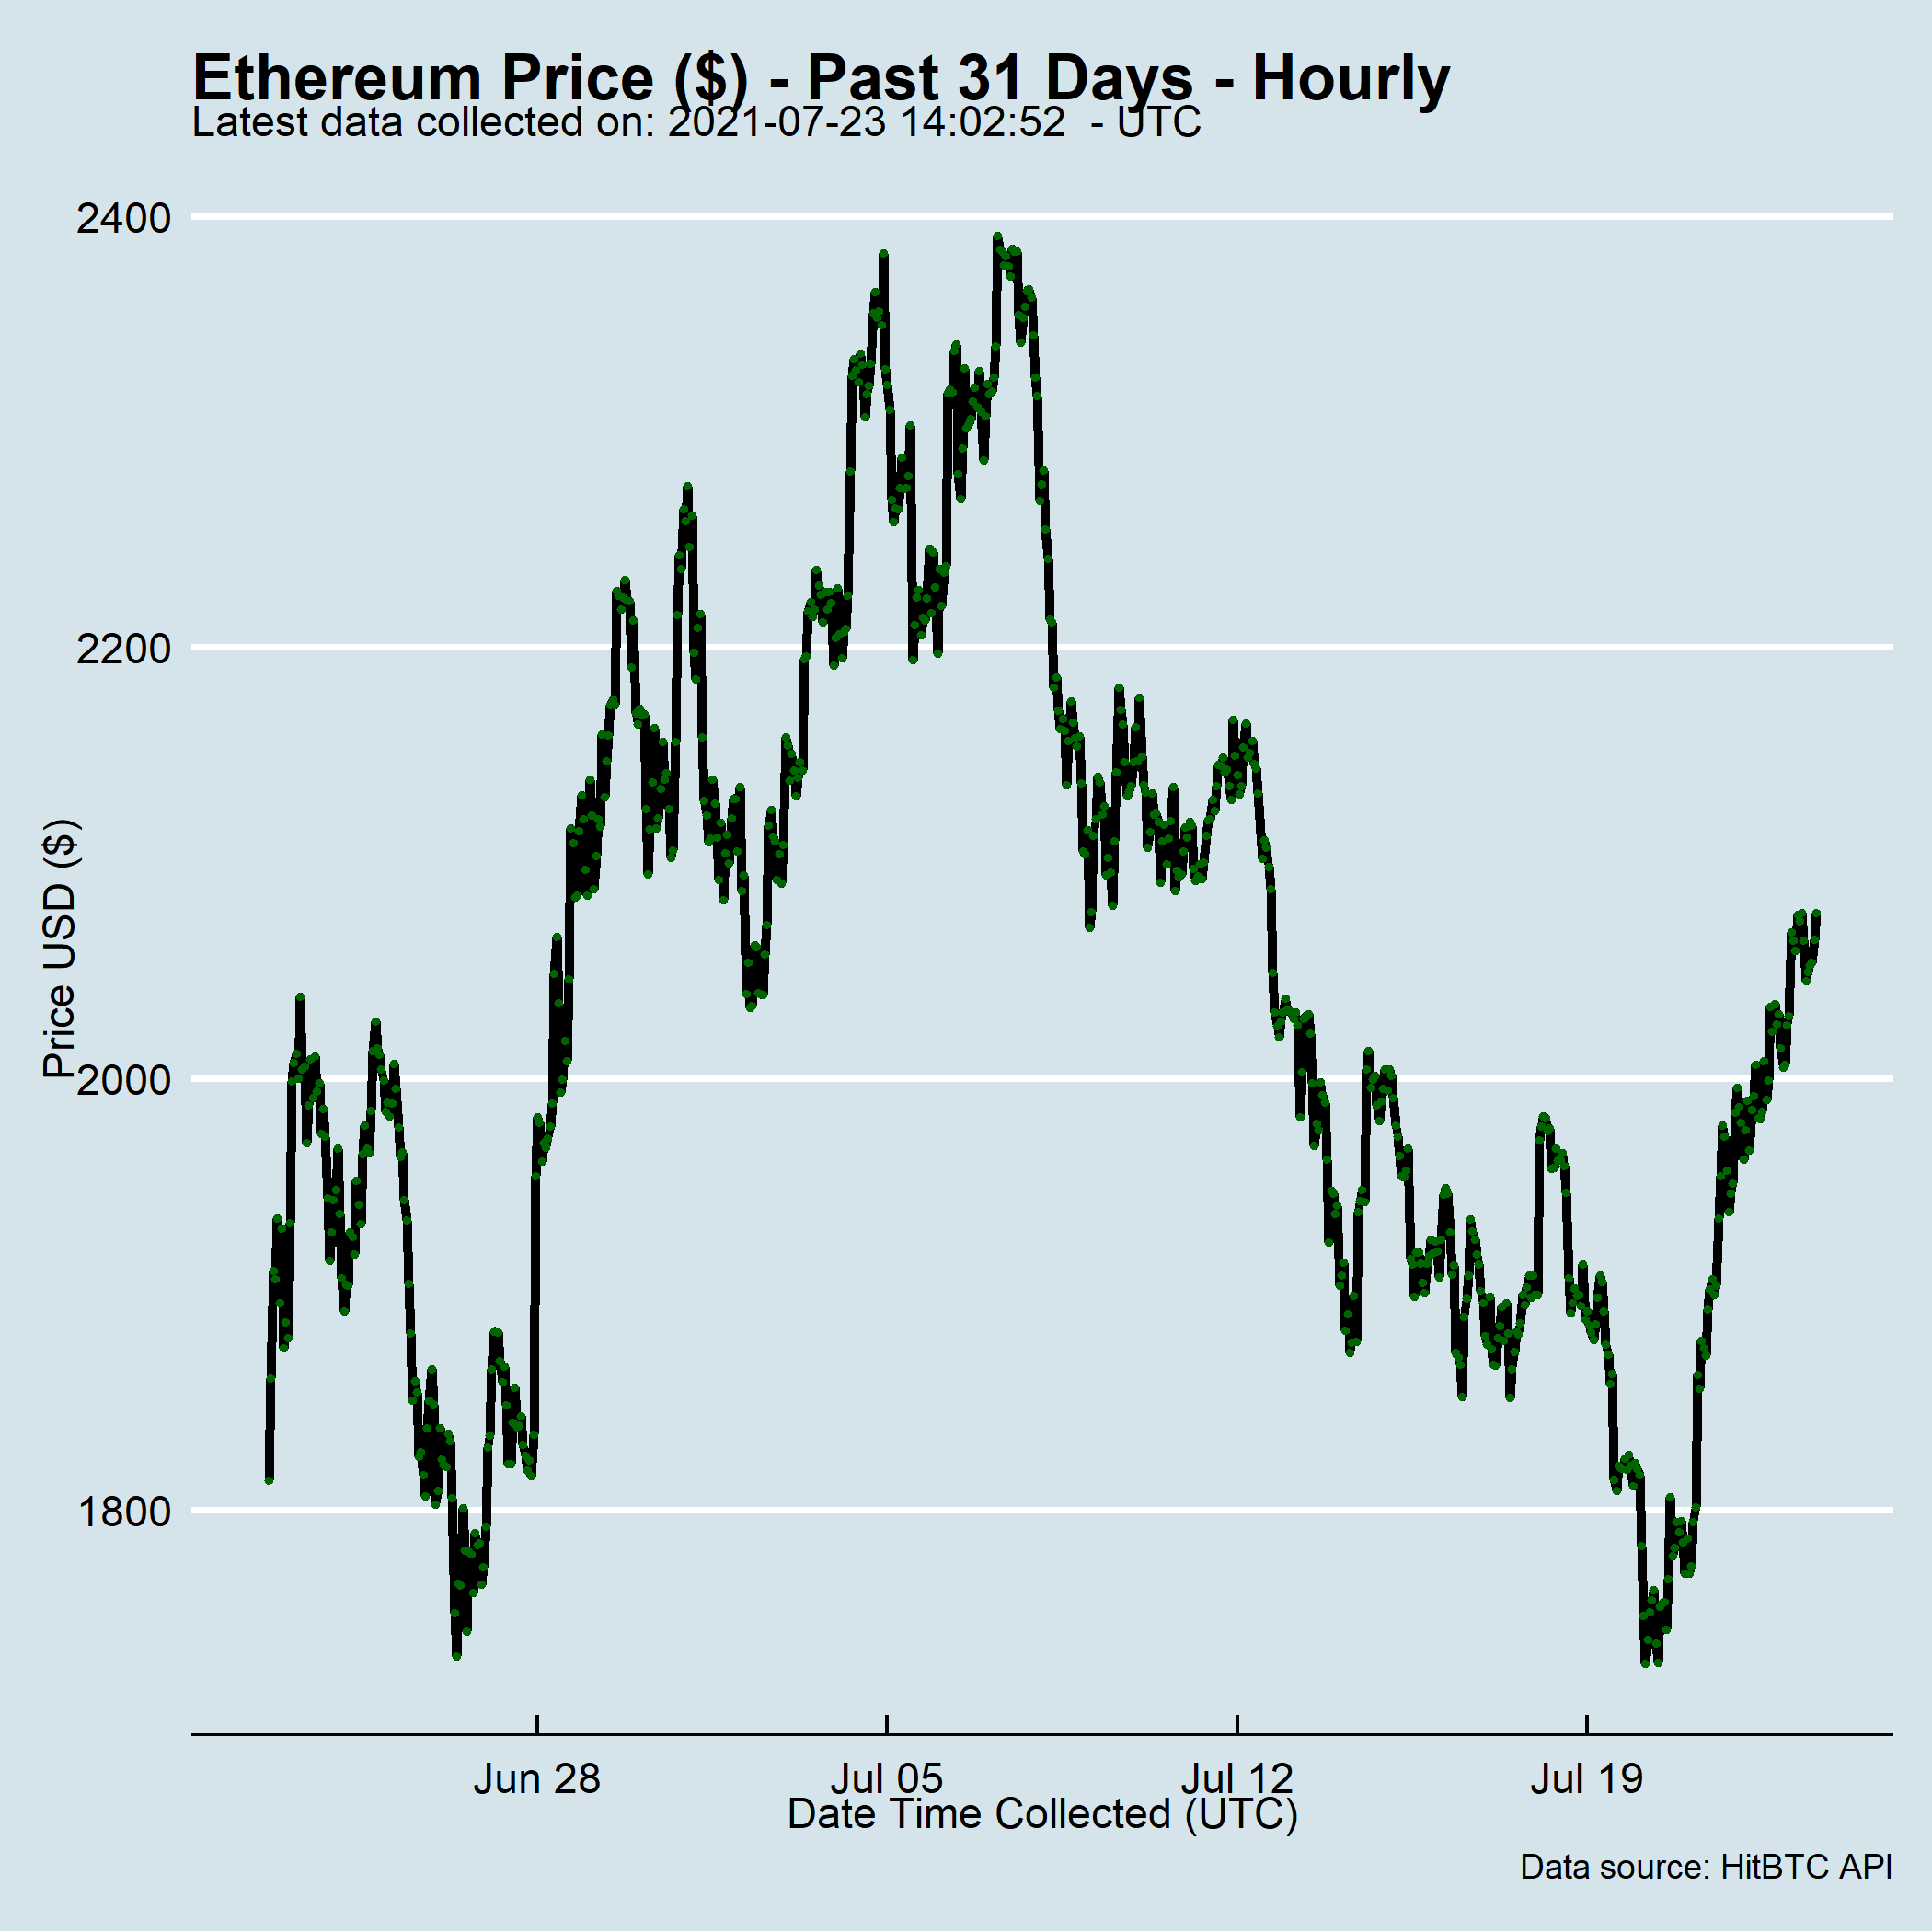 Ethereum Price ($) - Past 31 Days - Hourly
Latest data collected on: 2021-07-23 14:02:52  - UTC
2400
2200
2000
1800
Price USD ($)
Jun 28
Jul 05
Jul 12
Jul 19
Date Time Collected (UTC)
Data source: HitBTC API